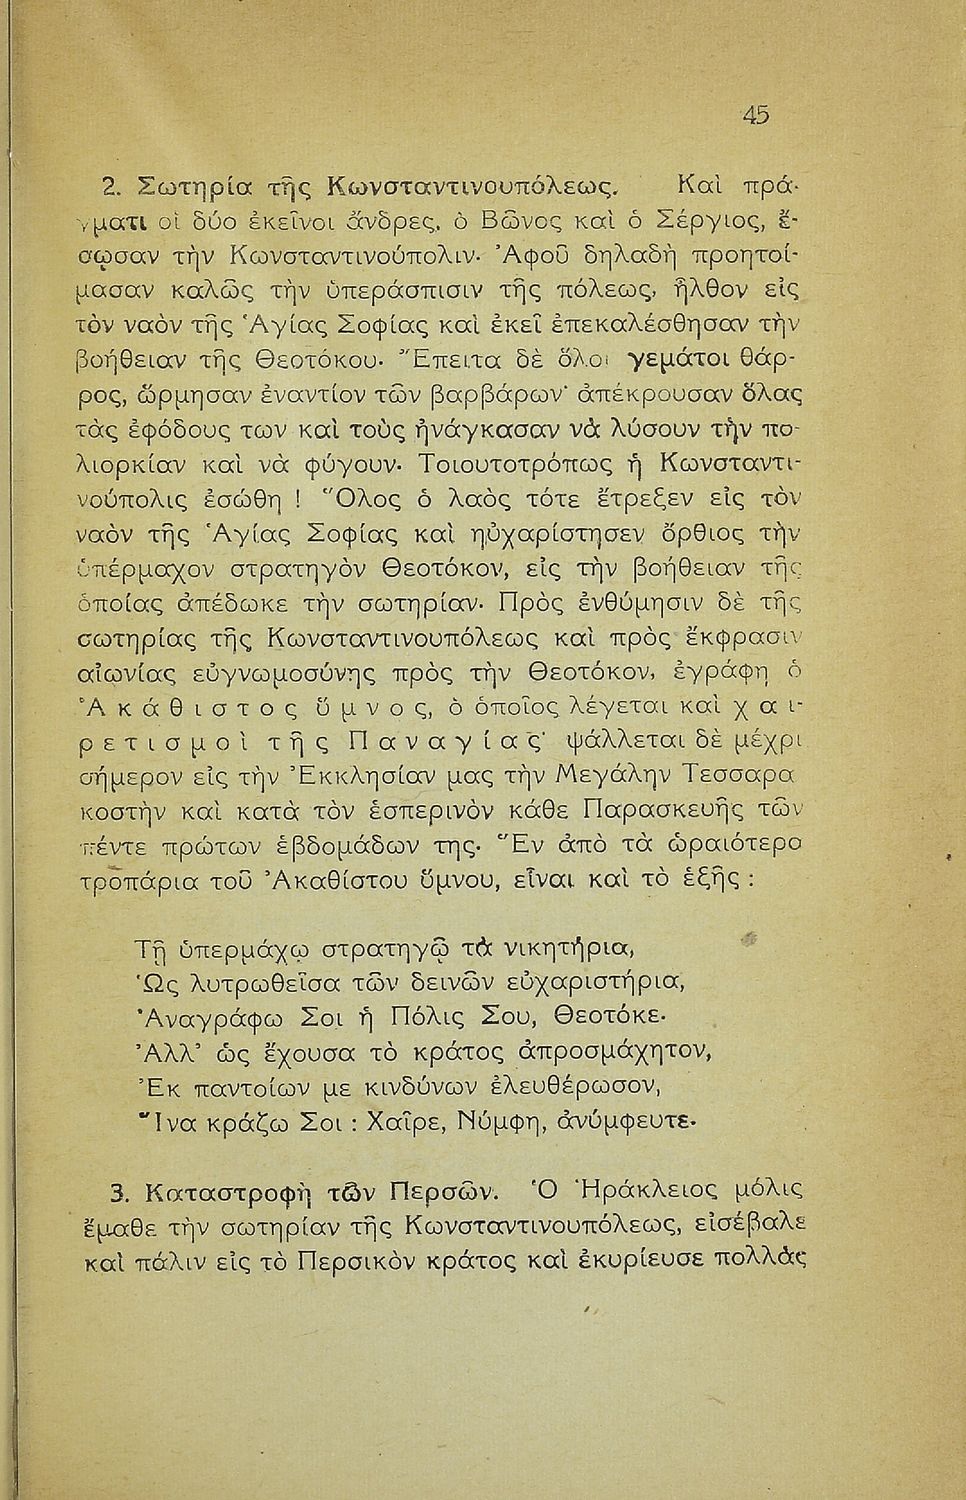 45
2. Σωτηρία τῆς Κωνσταντινουπόλεως. Καὶ πρά-
γματι οἱ δύο ἐκεῖνοι ἄνδρες, ὁ Βῶνος καὶ ὁ Σέργιος, ἔ-
σωσαν τὴν Κωνσταντινούπολιν. Ἀφοῦ δηλαδὴ προητοί-
μασαν καλῶς τὴν ὑπεράσπισιν τῆς πόλεως, ἦλθον εἰς
τὸν ναὸν τῆς Ἁγίας Σοφίας καὶ ἐκεῖ ἐπεκαλέσθησαν τὴν
βοήθειαν τῆς Θεοτόκου. Ἔπειτα δὲ ὅλοι γεμάτοι θάρ-
ρος, ὥρμησαν ἐναντίον τῶν βαρβάρων· ἀπέκρουσαν ὅλας
τὰς ἐφόδους των καὶ τοὺς ἠνάγκασαν νὰ λύσουν τὴν πο-
λιορκίαν καὶ νὰ φύγουν. Τοιουτοτρόπως ἡ Κωνσταντι-
νούπολις ἐσώθη ! Ὅλος ὁ λαὸς τότε ἔτρεξεν εἰς τὸν
ναὸν τῆς Ἁγίας Σοφίας καὶ ηὐχαρίστησεν ὄρθιος τὴν
ὑπέρμαχον στρατηγὸν Θεοτόκον, εἰς τὴν βοήθειαν τῆς
ὁποίας ἀπέδωκε τὴν σωτηρίαν. Πρὸς ἐνθύμησιν δὲ τῆς
σωτηρίας τῆς Κωνσταντινουπόλεως καὶ πρὸς ἔκφρασιν
αἰωνίας εὐγνωμοσύνης πρὸς τὴν Θεοτόκον, ἐγράφη ὁ
Ἀκάθιστος ὕμνος, ὁ ὁποῖος λέγεται καὶ χαι-
ρετισμοὶ τῆς Παναγίας· ψάλλεται δὲ μέχρι
σήμερον εἰς τὴν Ἐκκλησίαν μας τὴν Μεγάλην Τεσσαρα
κοστὴν καὶ κατὰ τὸν ἑσπερινὸν κάθε Παρασκευῆς τῶν
πέντε πρώτων ἑβδομάδων της. Ἓν ἀπὸ τὰ ὡραιότερα
τροπάρια τοῦ Ἀκαθίστου ὕμνου, εἶναι καὶ τὸ ἑξῆς :
Τῇ ὑπερμάχῳ στρατηγῷ τὰ νικητήρια,
Ὡς λυτρωθεῖσα τῶν δεινῶν εὐχαριστήρια,
Ἀναγράφω Σοι ἡ Πόλις Σου, Θεοτόκε.
Ἀλλ' ὡς ἔχουσα τὸ κράτος ἀπροσμάχητον,
Ἐκ παντοίων με κινδύνων ἐλευθέρωσον,
Ἵνα κράζω Σοι : Χαῖρε, Νύμφη, ἀνύμφευτε.
3. Καταστροφὴ τῶν Περσῶν. Ὁ Ἡράκλειος μόλις
ἔμαθε τὴν σωτηρίαν τῆς Κωνσταντινουπόλεως, εἰσέβαλε
καὶ πάλιν εἰς τὸ Περσικὸν κράτος καὶ ἐκυρίευσε πολλὰς